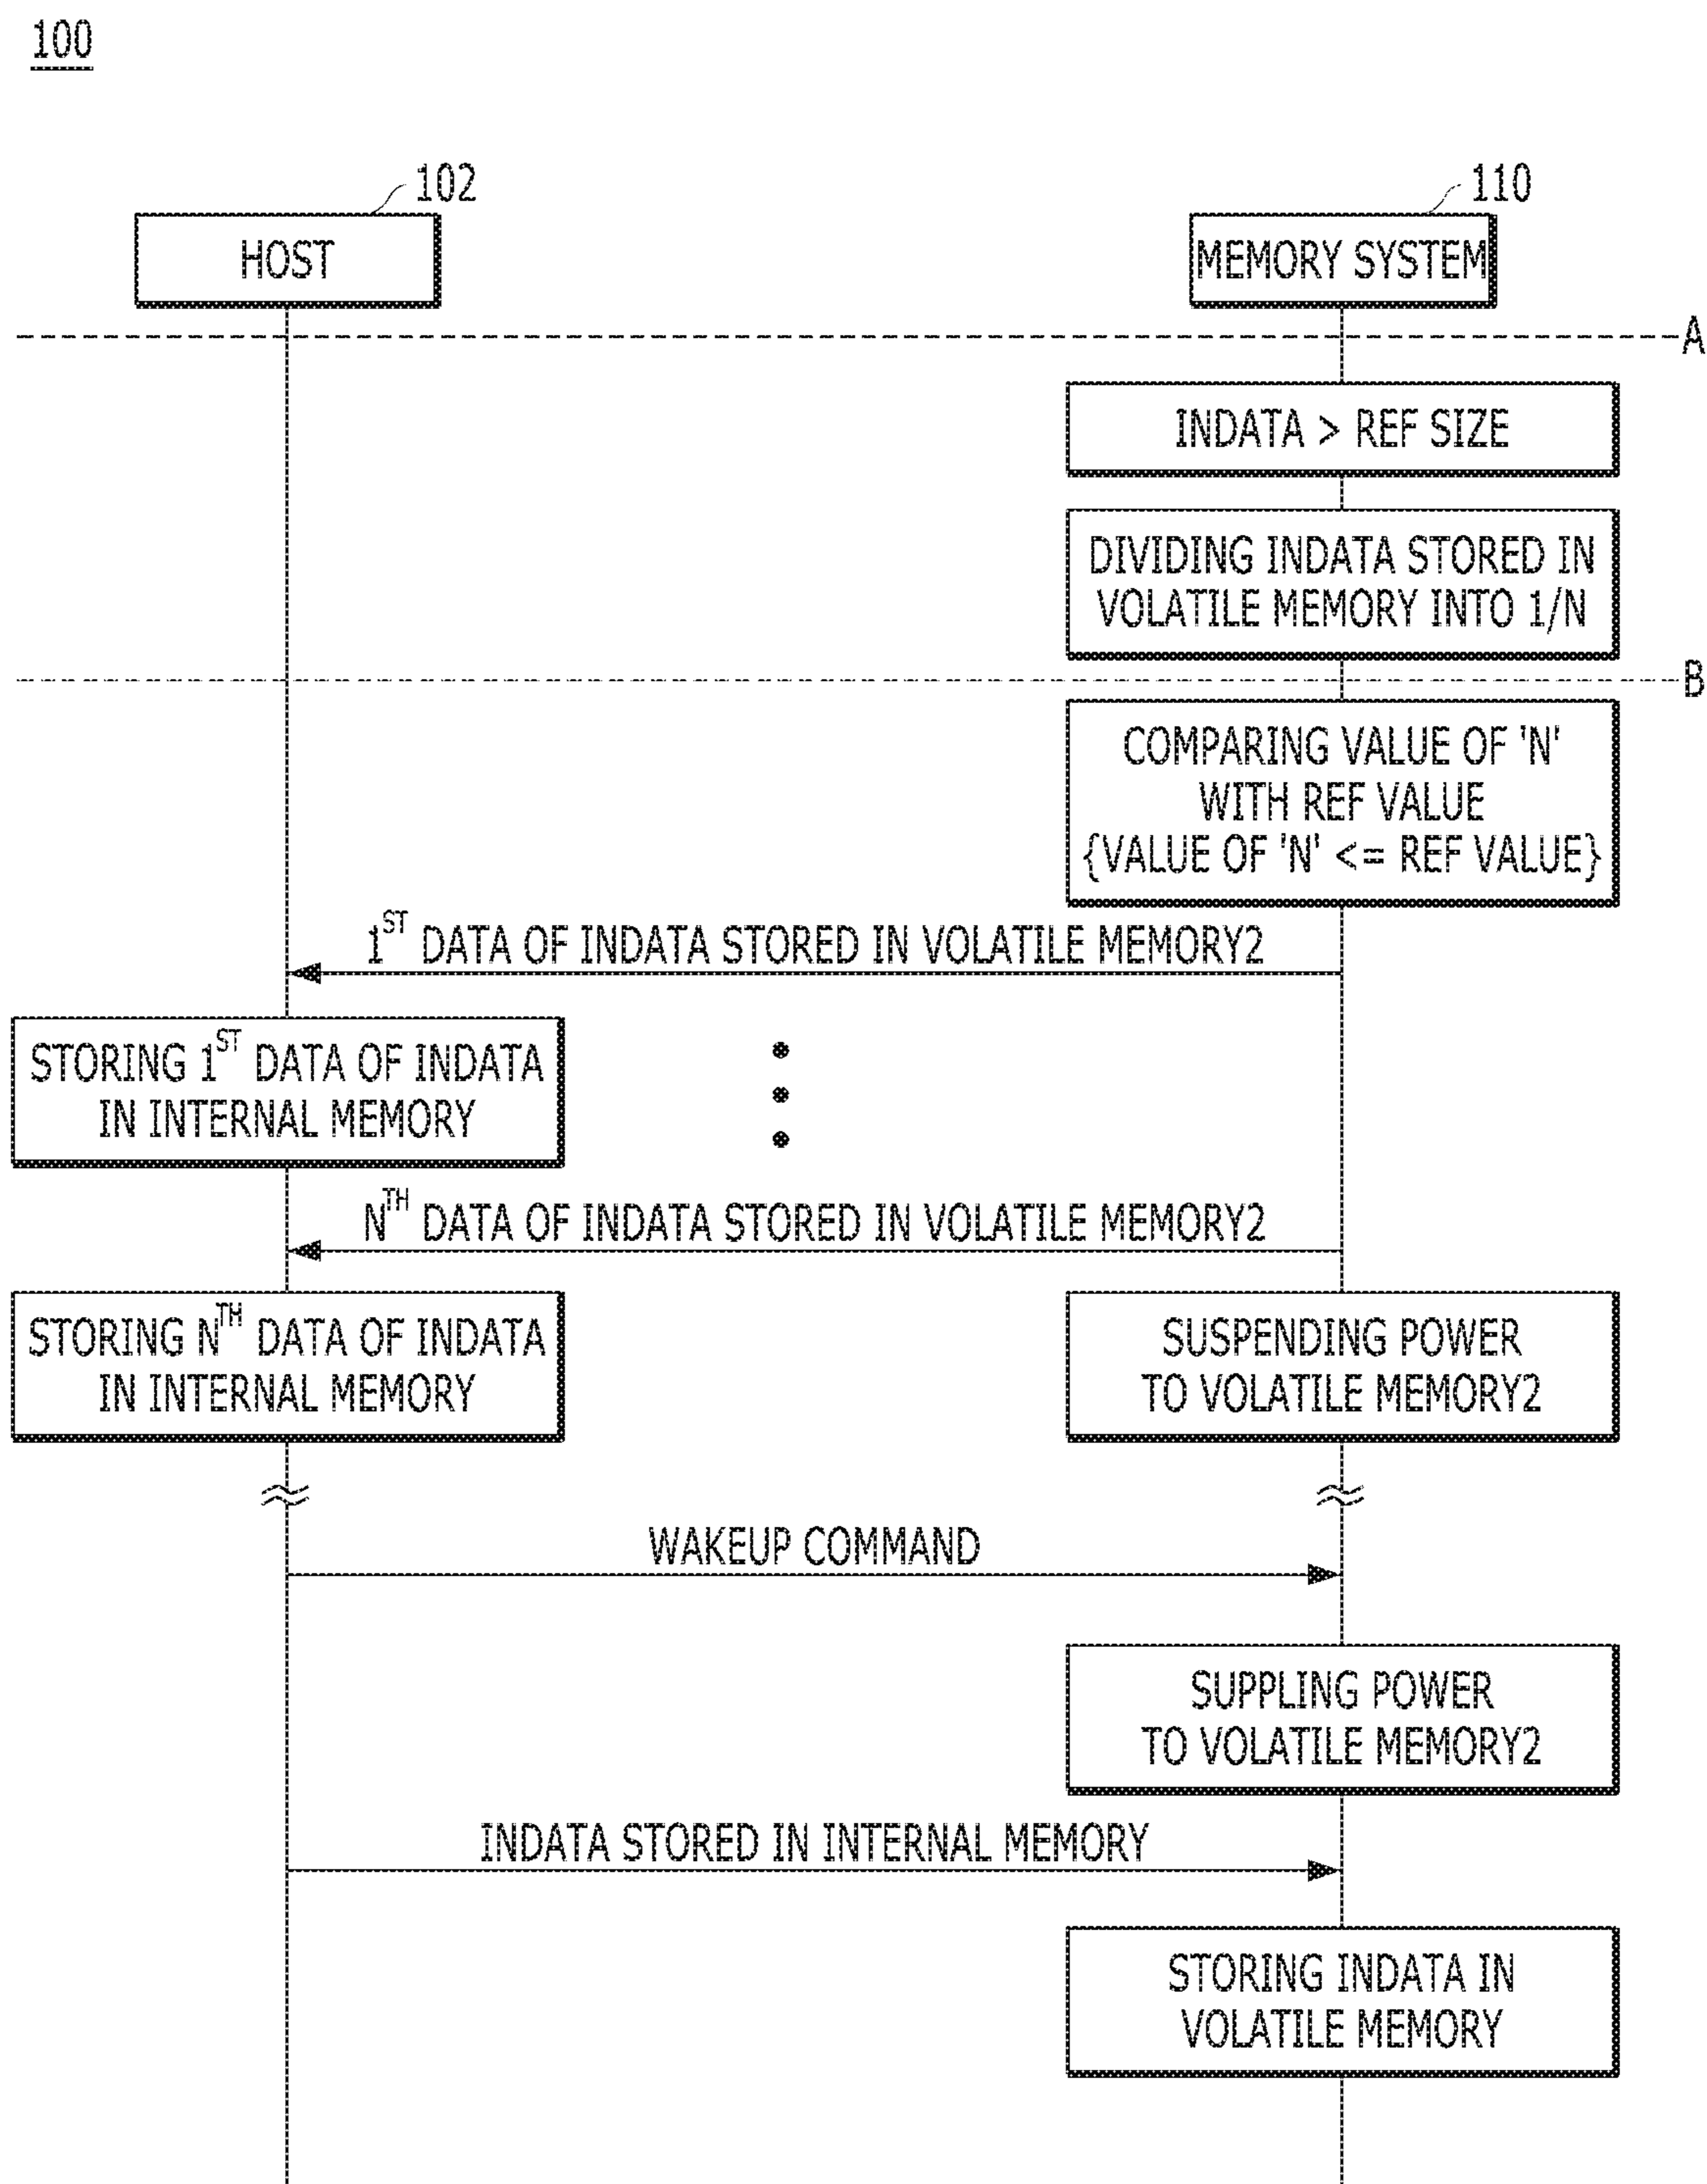 100
102
110
HOST
MEMORY SYSTEM
A
INDATA > REF SIZE
DIVIDING INDATA STORED IN
VOLATILE MEMORY INTO 1/N
B
COMPARING VALUE OF 'N'
WITH REF VALUE
{VALUE OF 'N' <= REF VALUE}
1ST DATA OF INDATA STORED IN VOLATILE MEMORY2
STORING 1ST DATA OF INDATA
IN INTERNAL MEMORY
NTH DATA OF INDATA STORED IN VOLATILE MEMORY2
STORING NTH DATA OF INDATA
IN INTERNAL MEMORY
SUSPENDING POWER
TO VOLATILE MEMORY2
WAKEUP COMMAND
SUPPLING POWER
TO VOLATILE MEMORY2
INDATA STORED IN INTERNAL MEMORY
STORING INDATA IN
VOLATILE MEMORY